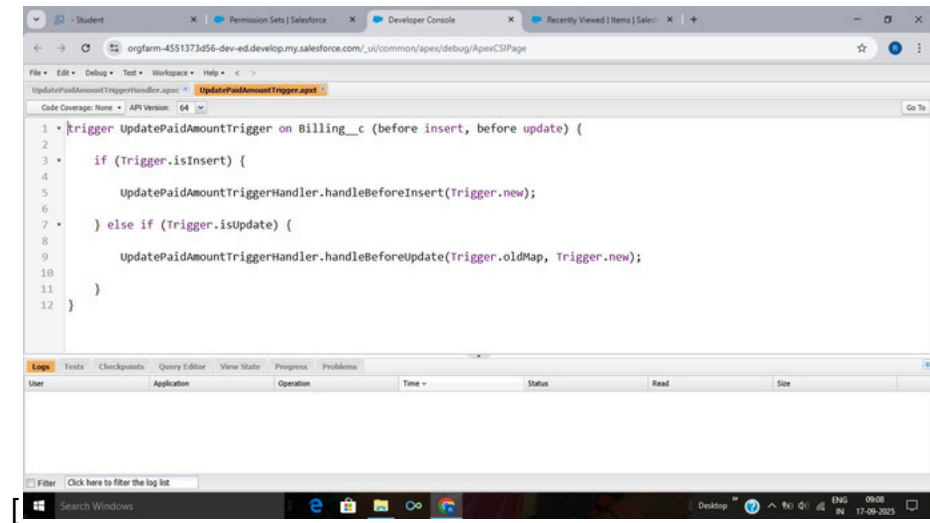 - Student
Permission Sets | Salesforce
Developer Console
Recently Viewed | Items | Salesf
orgfarm-4551373d56-dev-ed.develop.my.salesforce.com/_ui/common/apex/debug/ApexCSIPage
R
File Edit Debug Test Workspace Help < >
UpdatePaidAmountTriggerHandler.apxc UpdatePaidAmountTrigger.apxt
Code Coverage: None API Version: 64 Go To
1 trigger UpdatePaidAmountTrigger on Billing__c (before insert, before update) {
2
3 if (Trigger.isInsert) {
4
5 UpdatePaidAmountTriggerHandler.handleBeforeInsert(Trigger.new);
6
7 } else if (Trigger.isUpdate) {
8
9 UpdatePaidAmountTriggerHandler.handleBeforeUpdate(Trigger.oldMap, Trigger.new);
10
11 }
12 }
Logs Tests Checkpoints Query Editor View State Progress Problems
User Application Operation Time Status Read Size
Filter Click here to filter the log list
[
Search Windows Desktop ENG 09:08
IN 17-09-2025